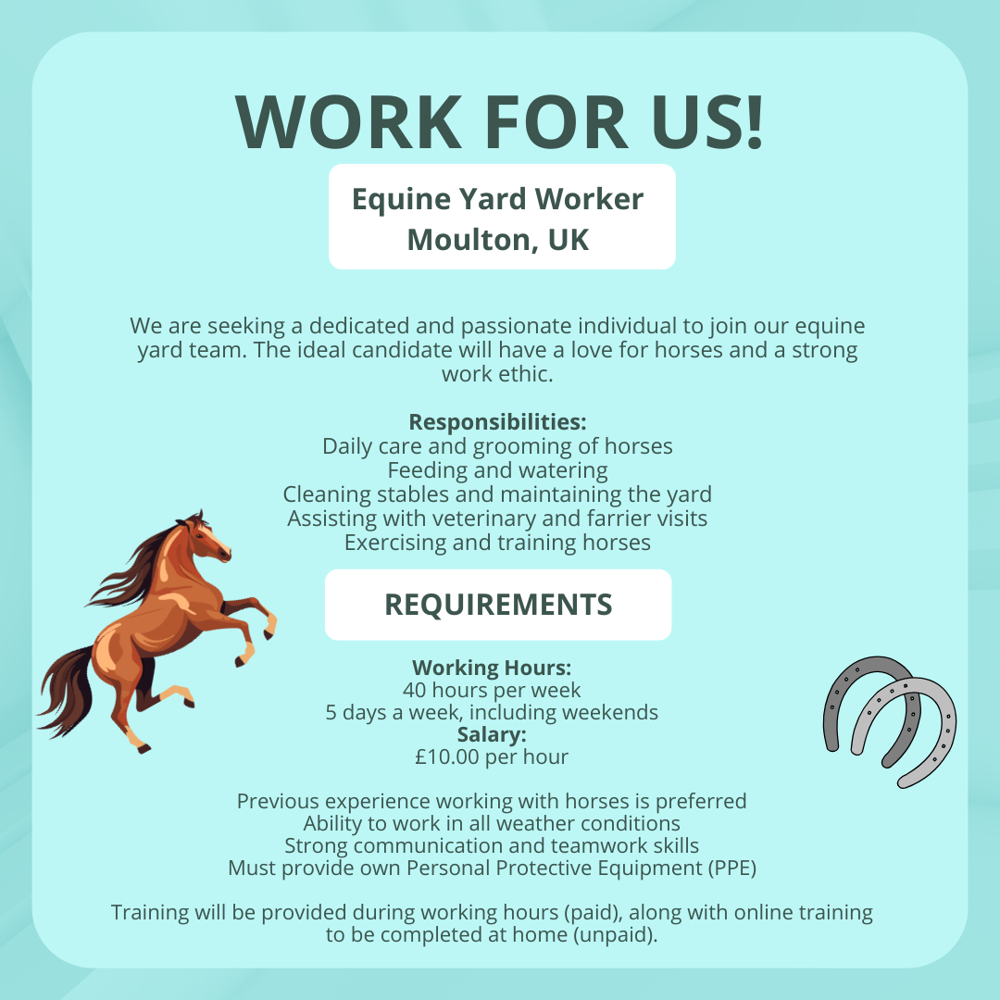 WORK FOR US!
Equine Yard Worker
Moulton, UK
We are seeking a dedicated and passionate individual to join our equine
yard team. The ideal candidate will have a love for horses and a strong
work ethic.
Responsibilities:
Daily care and grooming of horses
Feeding and watering
Cleaning stables and maintaining the yard
Assisting with veterinary and farrier visits
Exercising and training horses
REQUIREMENTS
Working Hours:
40 hours per week
5 days a week, including weekends
Salary:
£10.00 per hour
Previous experience working with horses is preferred
Ability to work in all weather conditions
Strong communication and teamwork skills
Must provide own Personal Protective Equipment (PPE)
Training will be provided during working hours (paid), along with online training
to be completed at home (unpaid).